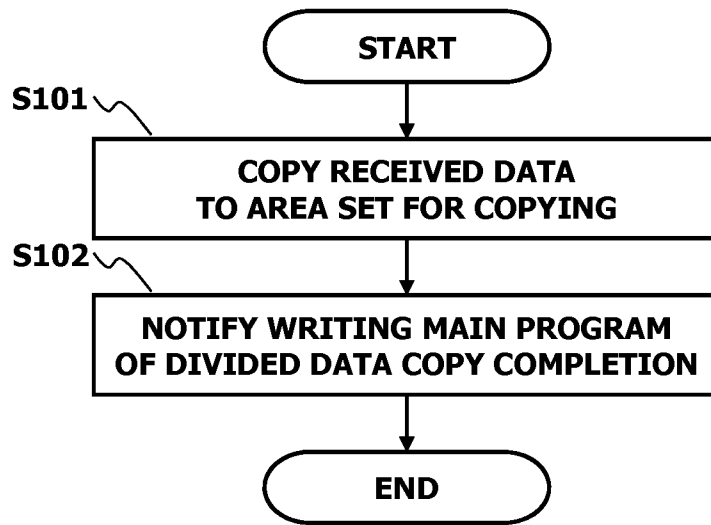 START
S101
COPY RECEIVED DATA
TO AREA SET FOR COPYING
S102
NOTIFY WRITING MAIN PROGRAM
OF DIVIDED DATA COPY COMPLETION
END